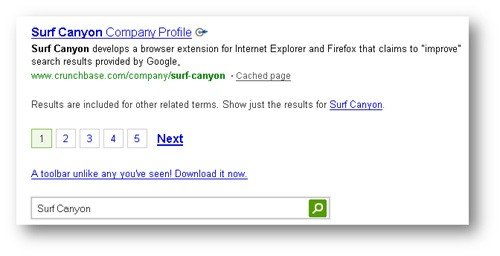 Surf Canyon Company Profile
Surf Canyon develops a browser extension for Internet Explorer and Firefox that claims to "improve"
search results provided by Google.
www.crunchbase.com/company/surf-canyon - Cached page
Results are included for other related terms. Show just the results for Surf Canyon.
1 2 3 4 5 Next
A toolbar unlike any you've seen! Download it now.
Surf Canyon